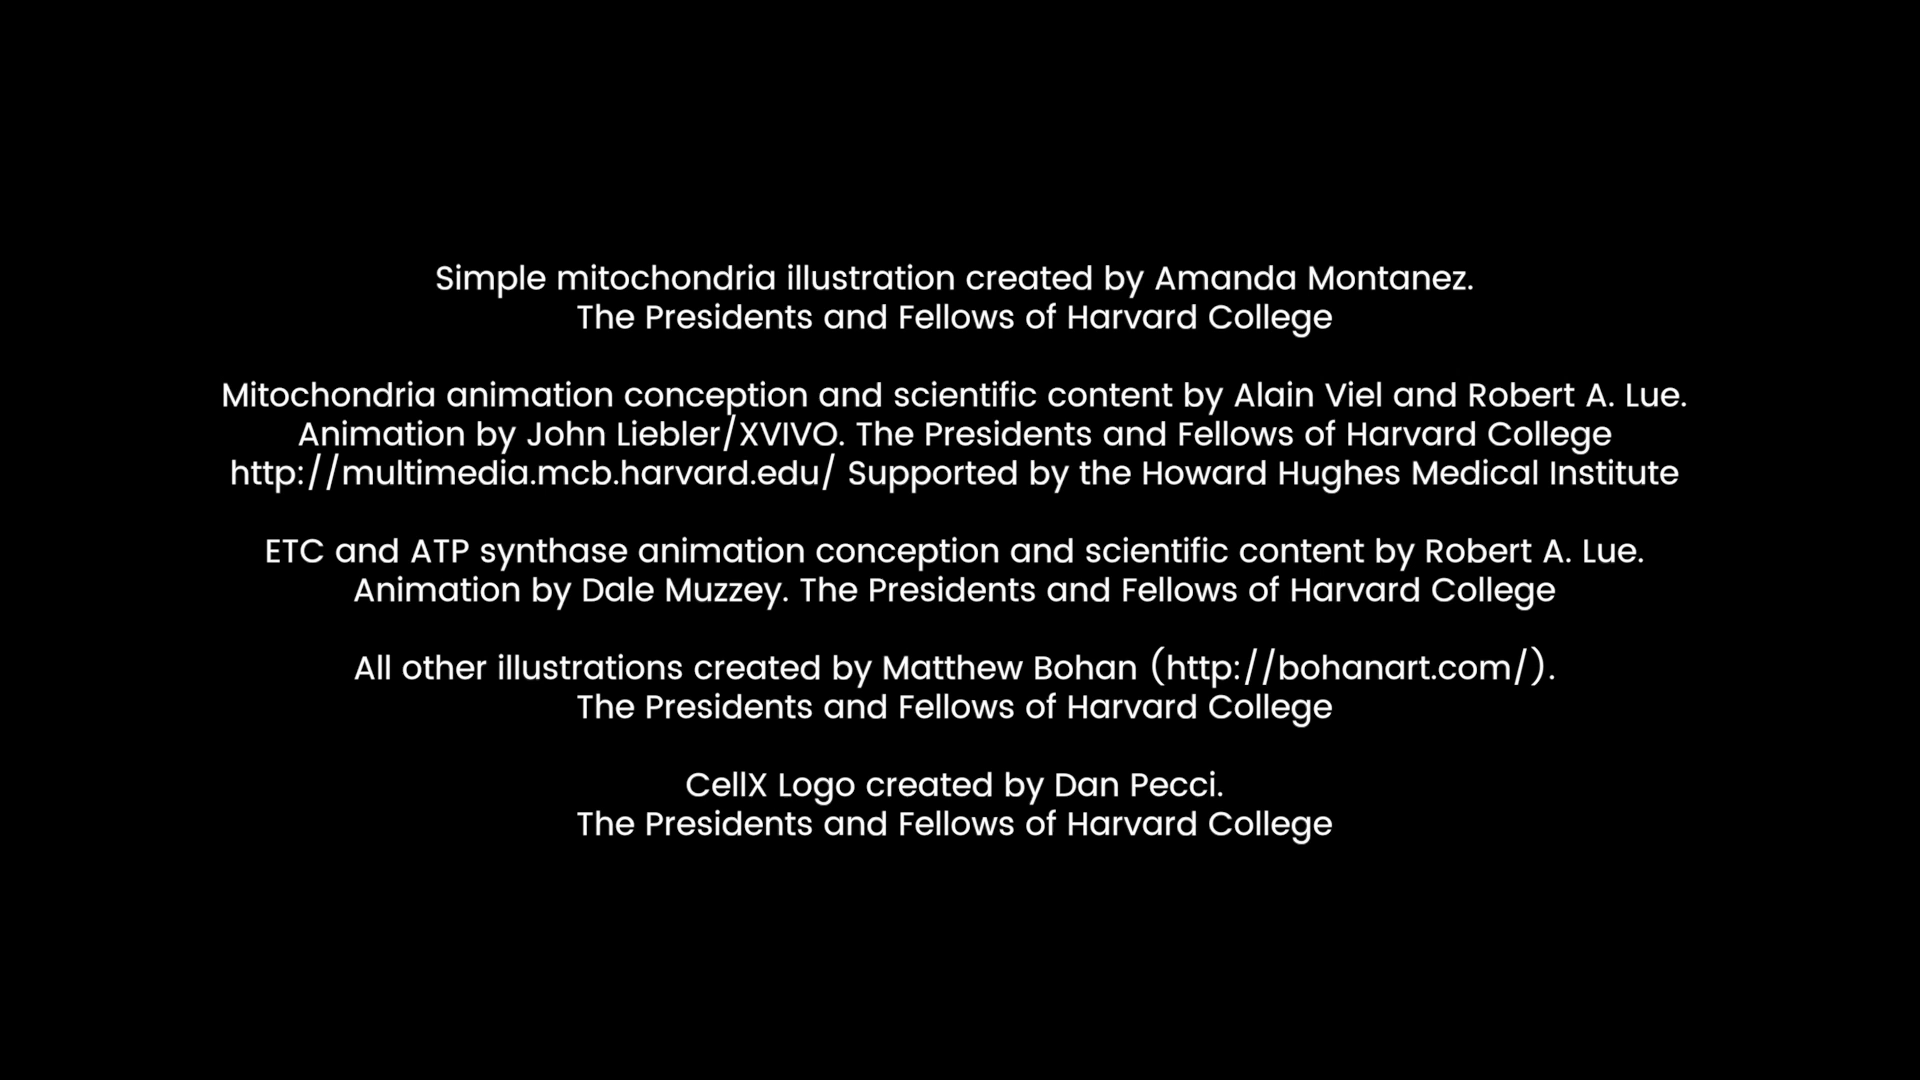 Simple mitochondria illustration created by Amanda Montanez.
The Presidents and Fellows of Harvard College
Mitochondria animation conception and scientific content by Alain Viel and Robert A. Lue.
Animation by John Liebler/XVIVO. The Presidents and Fellows of Harvard College
http://multimedia.mcb.harvard.edu/ Supported by the Howard Hughes Medical Institute
ETC and ATP synthase animation conception and scientific content by Robert A. Lue.
Animation by Dale Muzzey. The Presidents and Fellows of Harvard College
All other illustrations created by Matthew Bohan (http://bohanart.com/).
The Presidents and Fellows of Harvard College
CellX Logo created by Dan Pecci.
The Presidents and Fellows of Harvard College